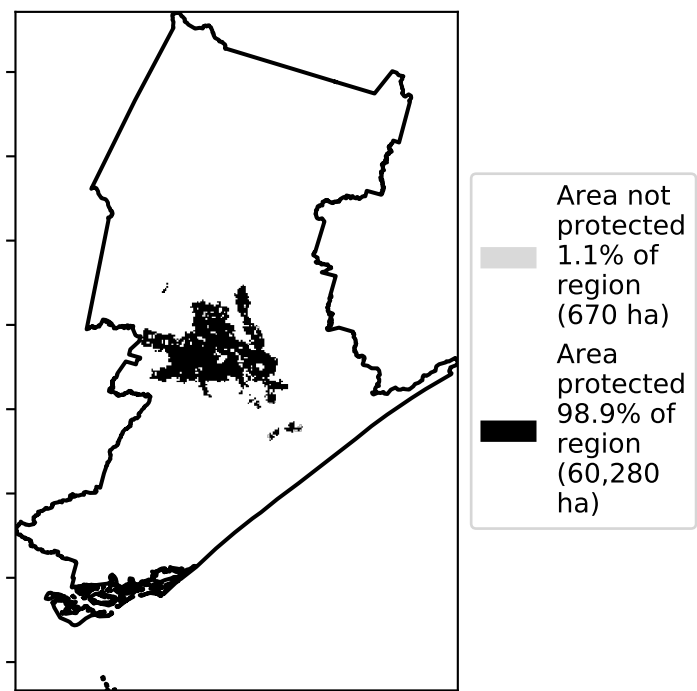 Area not
protected
1.1% of
region
(670 ha)
Area
protected
98.9% of
region
(60,280
ha)